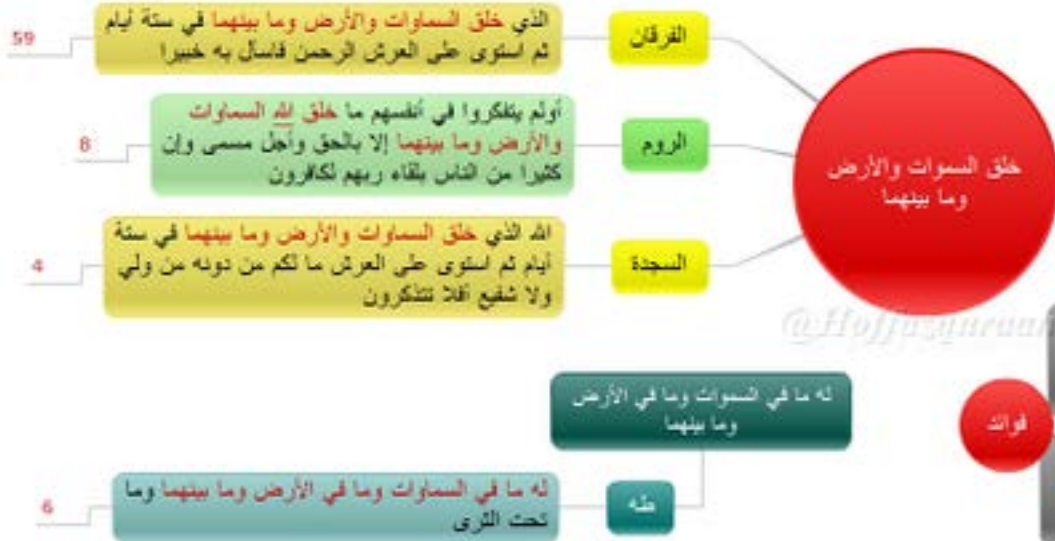 خلق السموات والأرض
وما بينهما
الفرقان
الذي خلق السماوات والأرض وما بينهما في ستة أيام
ثم استوى على العرش الرحمن فاسأل به خبيرا
59
الروم
أولم يتفكروا في أنفسهم ما خلق الله السماوات
والأرض وما بينهما إلا بالحق وأجل مسمى وإن
كثيرا من الناس بلقاء ربهم لكافرون
8
السجدة
الله الذي خلق السماوات والأرض وما بينهما في ستة
أيام ثم استوى على العرش ما لكم من دونه من ولي
ولا شفيع أفلا تتذكرون
4
@Hoffazquraan
فوائد
له ما في السموات وما في الأرض
وما بينهما
طه
له ما في السماوات وما في الأرض وما بينهما وما
تحت الثرى
6